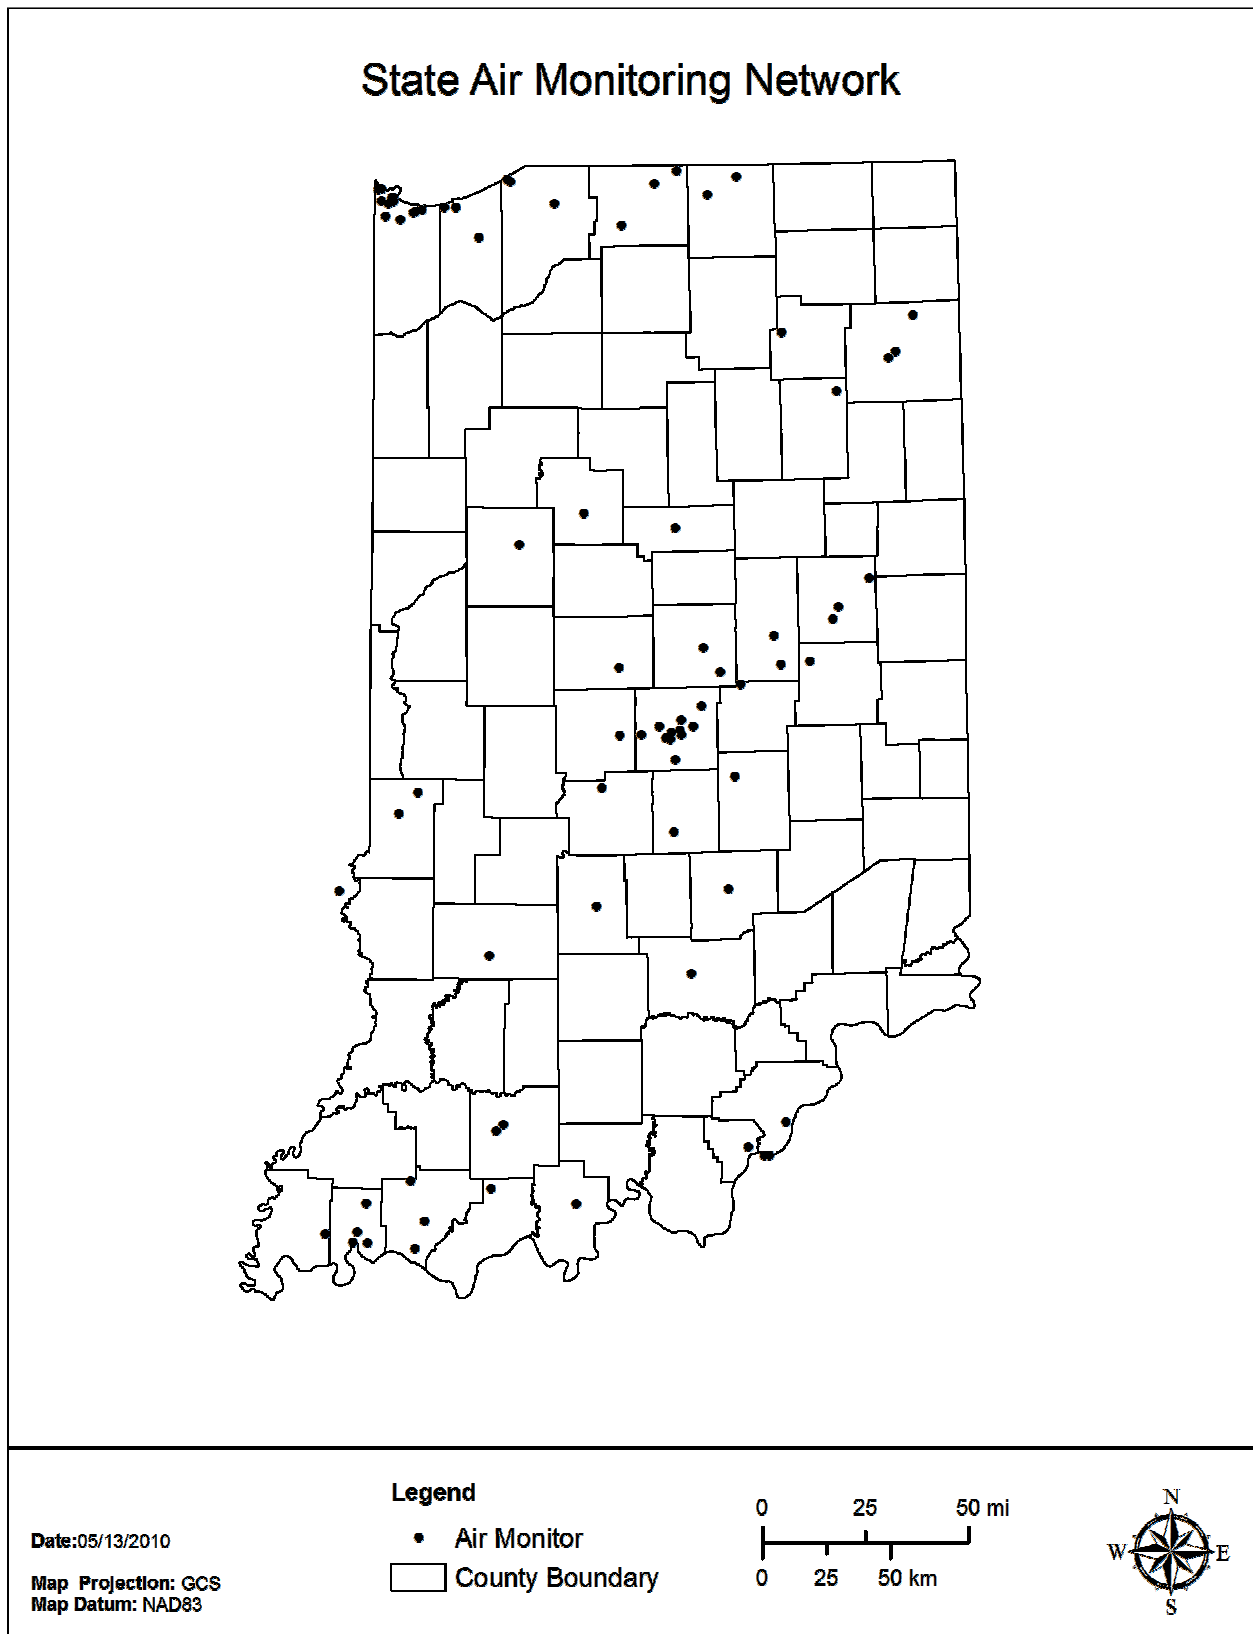 State Air Monitoring Network
Legend
Air Monitor
County Boundary
Date:05/13/2010
Map Projection: GCS
Map Datum: NAD83
0 25 50 mi
0 25 50 km
N
W E
S